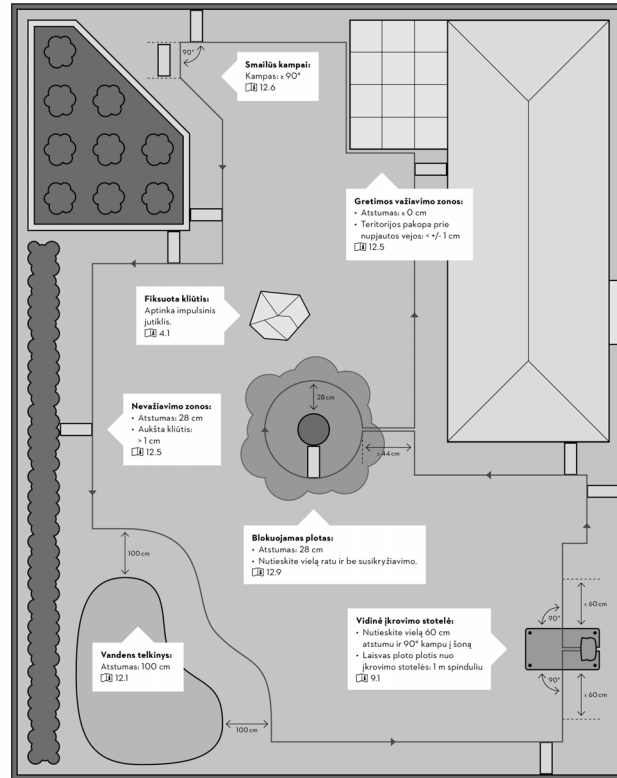 90°
Smailūs kampai:
Kampas: ≥ 90°
12.6
Gretimos važiavimo zonos:
• Atstumas: ≥ 0 cm
• Teritorijos pakopa prie
nupjautos vejos: < +/- 1 cm
12.5
Fiksuota kliūtis:
Aptinka impulsinis
jutiklis.
4.1
28 cm
Nevažiavimo zonos:
• Atstumas: 28 cm
• Aukšta kliūtis:
> 1 cm
12.5
≥ 44 cm
Blokuojamas plotas:
• Atstumas: 28 cm
• Nutieskite vielą ratu ir be susikryžiavimo.
12.9
100 cm
≥ 60 cm
90°
Vidinė įkrovimo stotelė:
• Nutieskite vielą 60 cm
atstumu ir 90° kampu į šoną
• Laisvas ploto plotis nuo
įkrovimo stotelės: 1 m spinduliu
9.1
Vandens telkinys:
Atstumas: 100 cm
12.1
90°
≥ 60 cm
100 cm